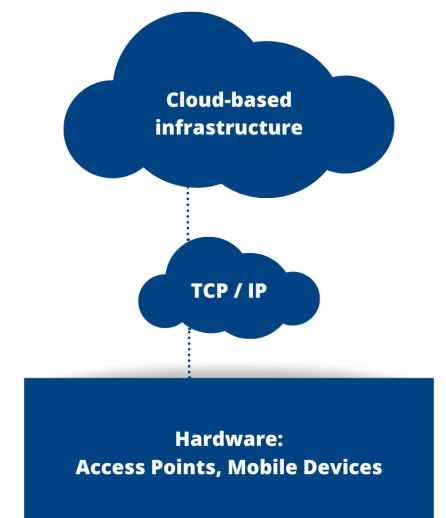 Cloud-based
infrastructure
TCP / IP
Hardware:
Access Points, Mobile Devices